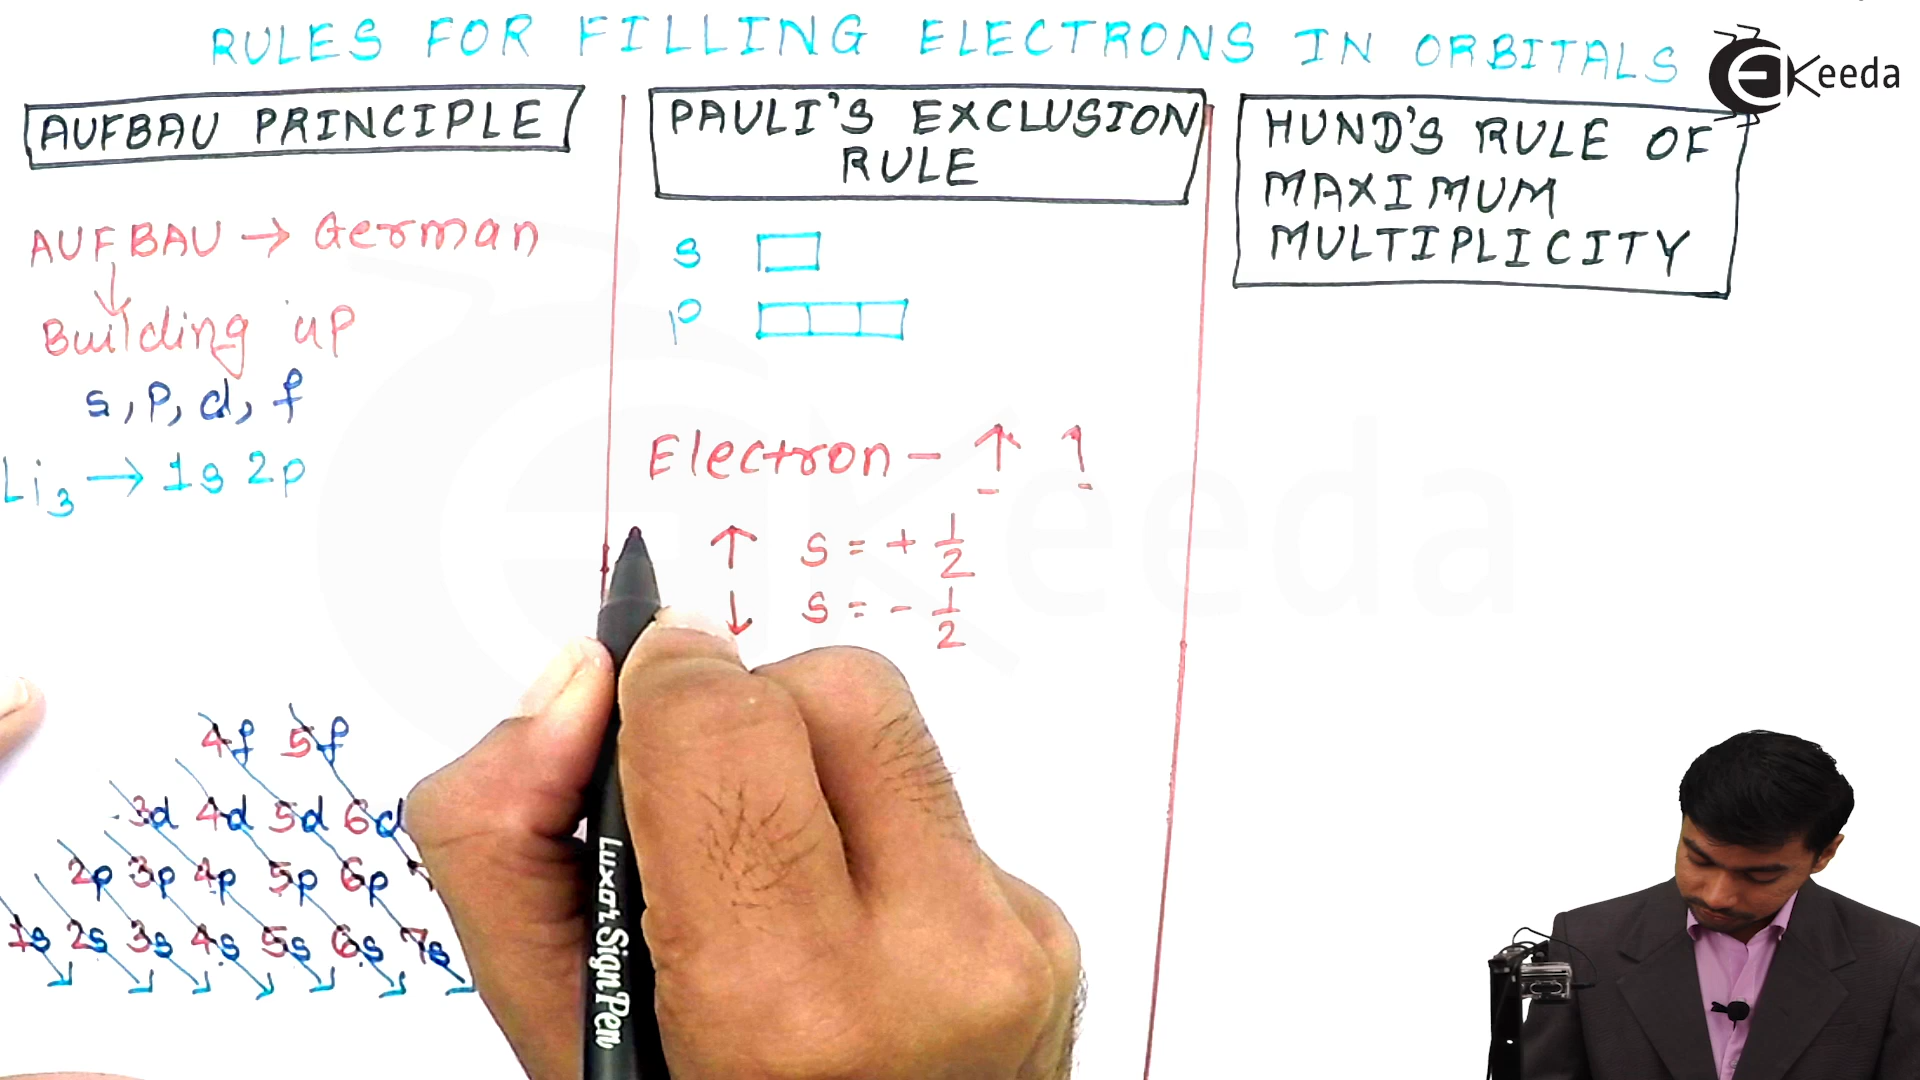 RULES FOR FILLING ELECTRONS IN ORBITALS
Keeda
AUFBAU PRINCIPLE
AUFBAU → German
↓
Building up
s, p, d, f
Li3 → 1s 2p
4f 5f
3d 4d 5d 6d
2p 3p 4p 5p 6p
1s 2s 3s 4s 5s 6s 7s
PAULI'S EXCLUSION
RULE
s
p
Electron - ↑ 1
↑ s = + 1/2
↓ s = - 1/2
HUND'S RULE OF
MAXIMUM
MULTIPLICITY
Keeda
Luxor Sign Pen